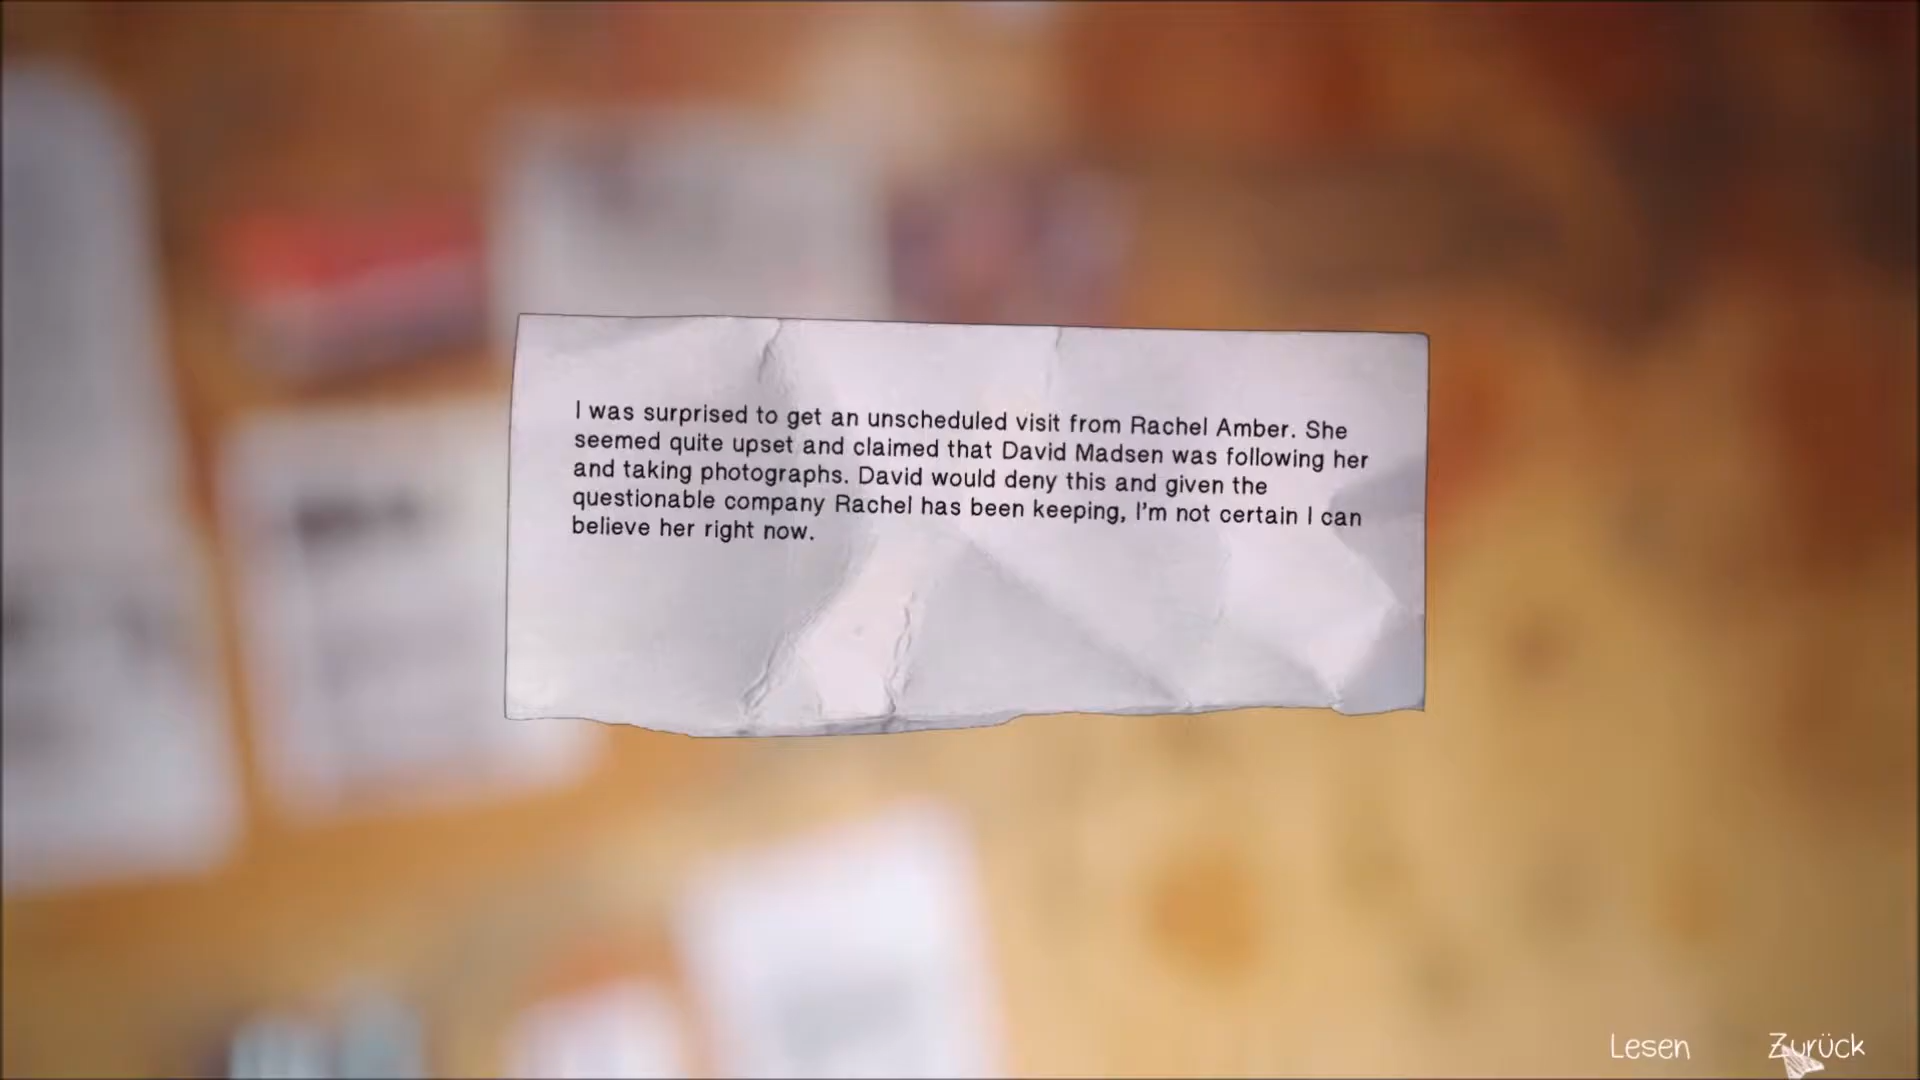 I was surprised to get an unscheduled visit from Rachel Amber. She
seemed quite upset and claimed that David Madsen was following her
and taking photographs. David would deny this and given the
questionable company Rachel has been keeping, I'm not certain I can
believe her right now.
Lesen
Zurück